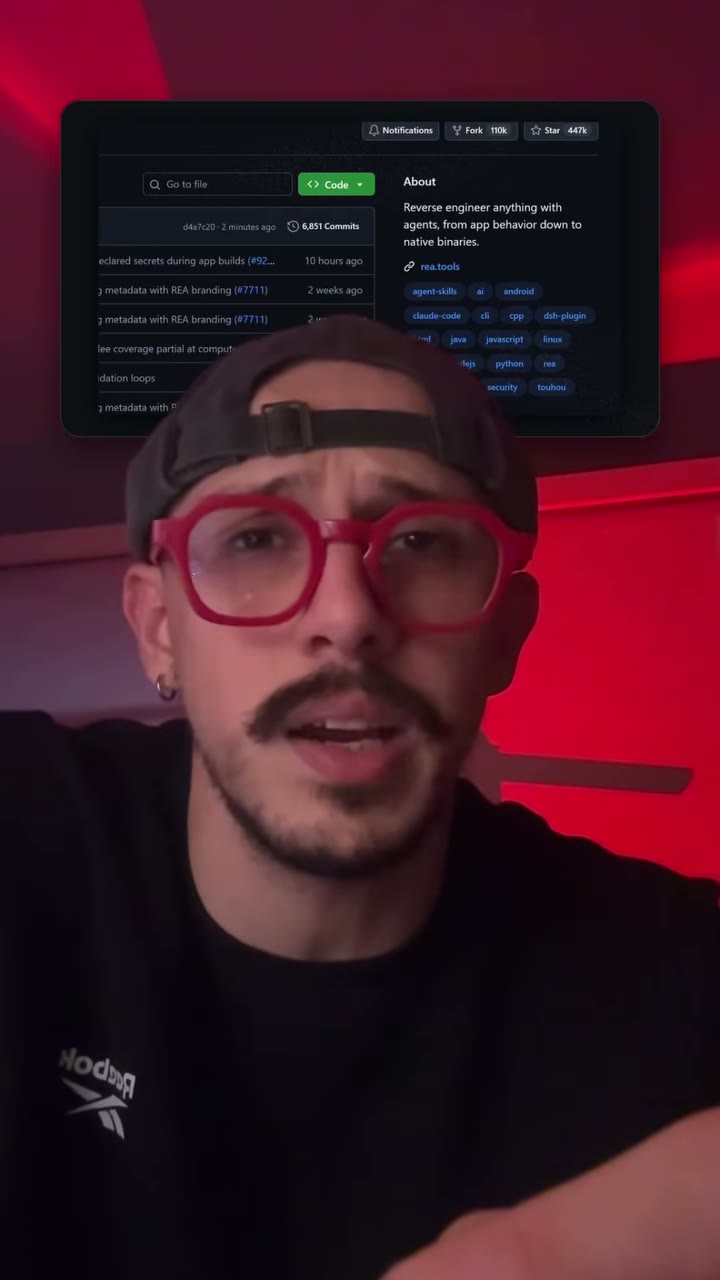 Notifications
Fork 110k
Star 447k
Go to file
Code
About
Reverse engineer anything with
agents, from app behavior down to
native binaries.
rea.tools
d4a7c20 · 2 minutes ago
6,851 Commits
eclared secrets during app builds (#92...
10 hours ago
g metadata with REA branding (#7711)
2 weeks ago
g metadata with REA branding (#7711)
lee coverage partial at comput
idation loops
g metadata with
agent-skills
ai
android
claude-code
cli
cpp
dsh-plugin
java
javascript
linux
python
rea
security
touhou
Reebok